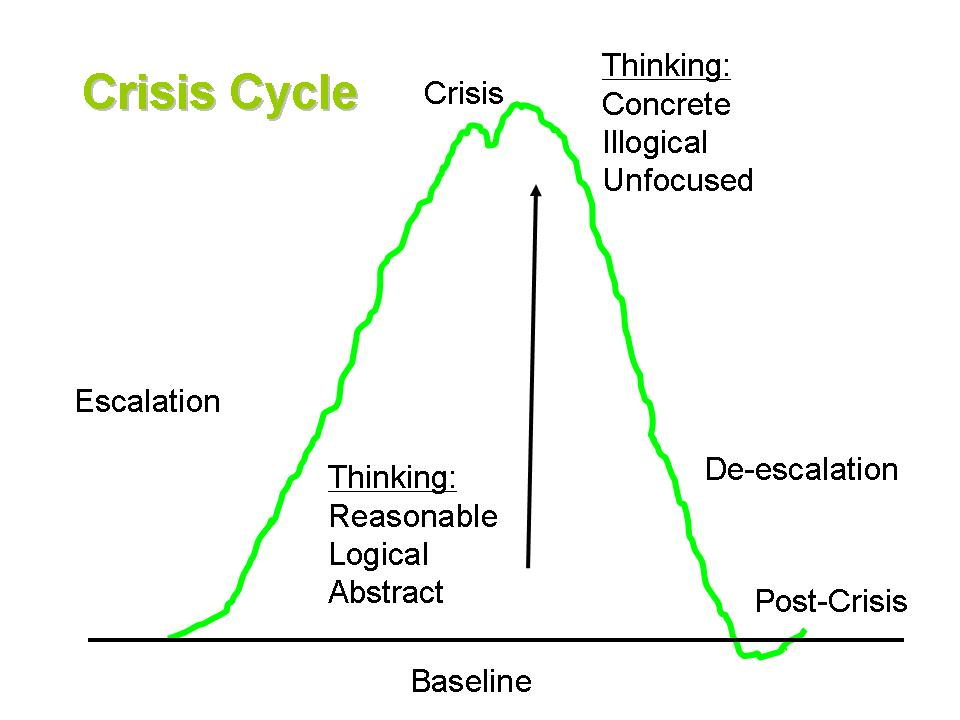 Crisis Cycle
Crisis
Thinking:
Concrete
Illogical
Unfocused
Escalation
Thinking:
Reasonable
Logical
Abstract
De-escalation
Post-Crisis
Baseline